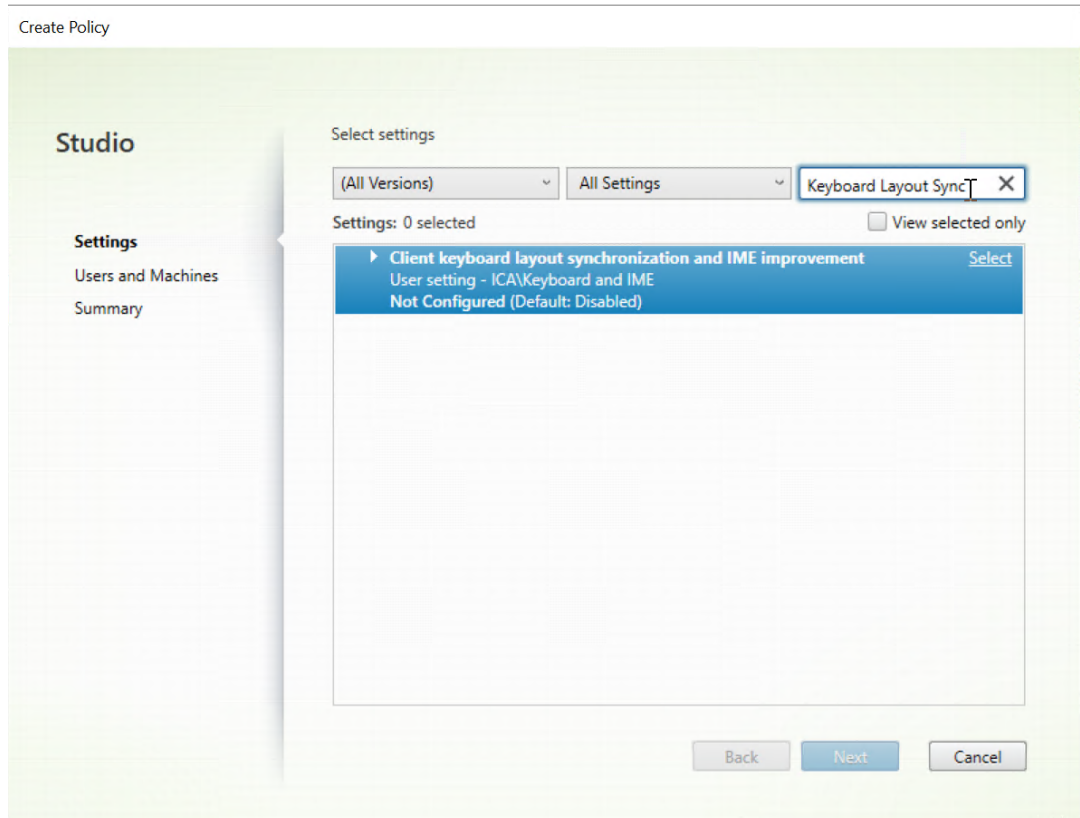 Create Policy
Studio
Settings
Users and Machines
Summary
Select settings
(All Versions)
All Settings
Keyboard Layout Sync
Settings: 0 selected
View selected only
Client keyboard layout synchronization and IME improvement
Select
User setting - ICA\Keyboard and IME
Not Configured (Default: Disabled)
Back
Next
Cancel